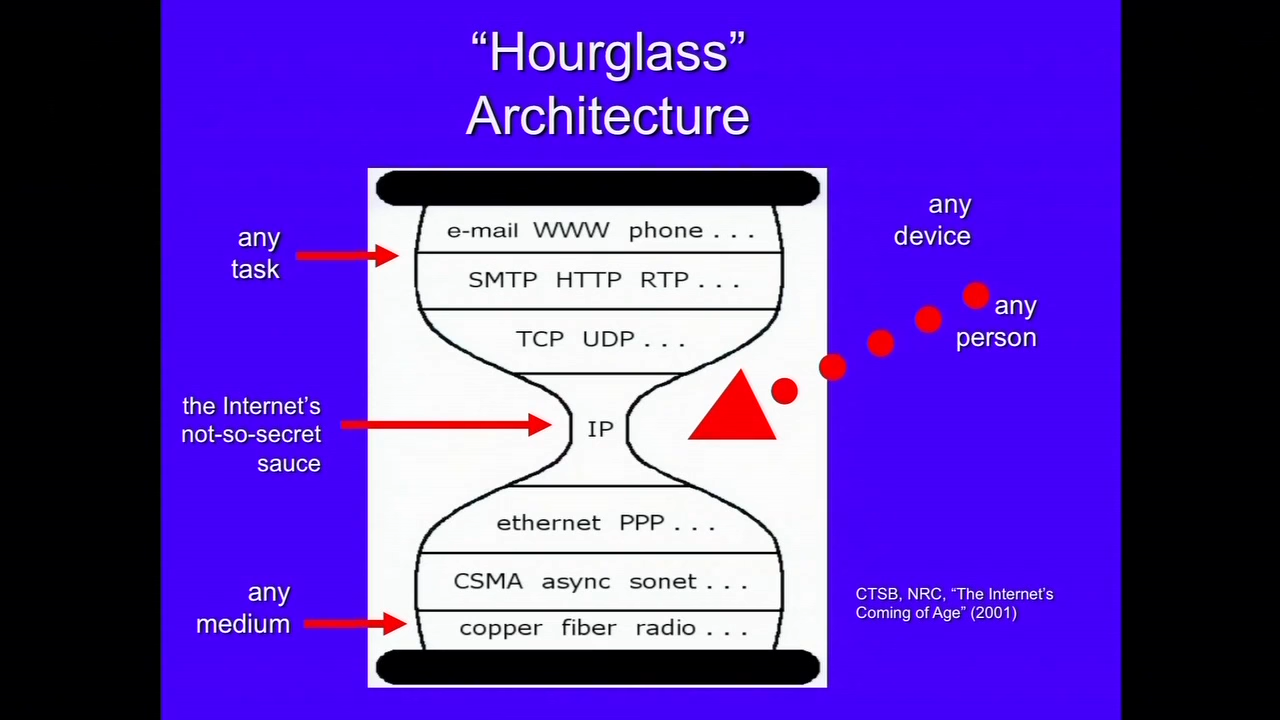 “Hourglass”
Architecture
any
device
any
task
e-mail WWW phone . . .
SMTP HTTP RTP . . .
any
person
TCP UDP . . .
the Internet’s
not-so-secret
sauce
IP
ethernet PPP . . .
CSMA async sonet . . .
any
medium
copper fiber radio . . .
CTSB, NRC, “The Internet’s
Coming of Age” (2001)